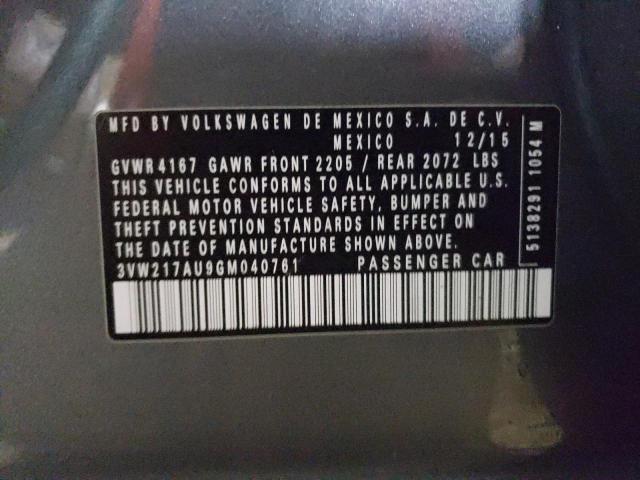 MFD BY VOLKSWAGEN DE MEXICO S.A. DE C.V.
MEXICO 12/15
GVWR 4167 GAWR FRONT 2205 / REAR 2072 LBS
THIS VEHICLE CONFORMS TO ALL APPLICABLE U.S.
FEDERAL MOTOR VEHICLE SAFETY, BUMPER AND
THEFT PREVENTION STANDARDS IN EFFECT ON
THE DATE OF MANUFACTURE SHOWN ABOVE.
3VW217AU9GM040761 PASSENGER CAR
5138291 1054 M